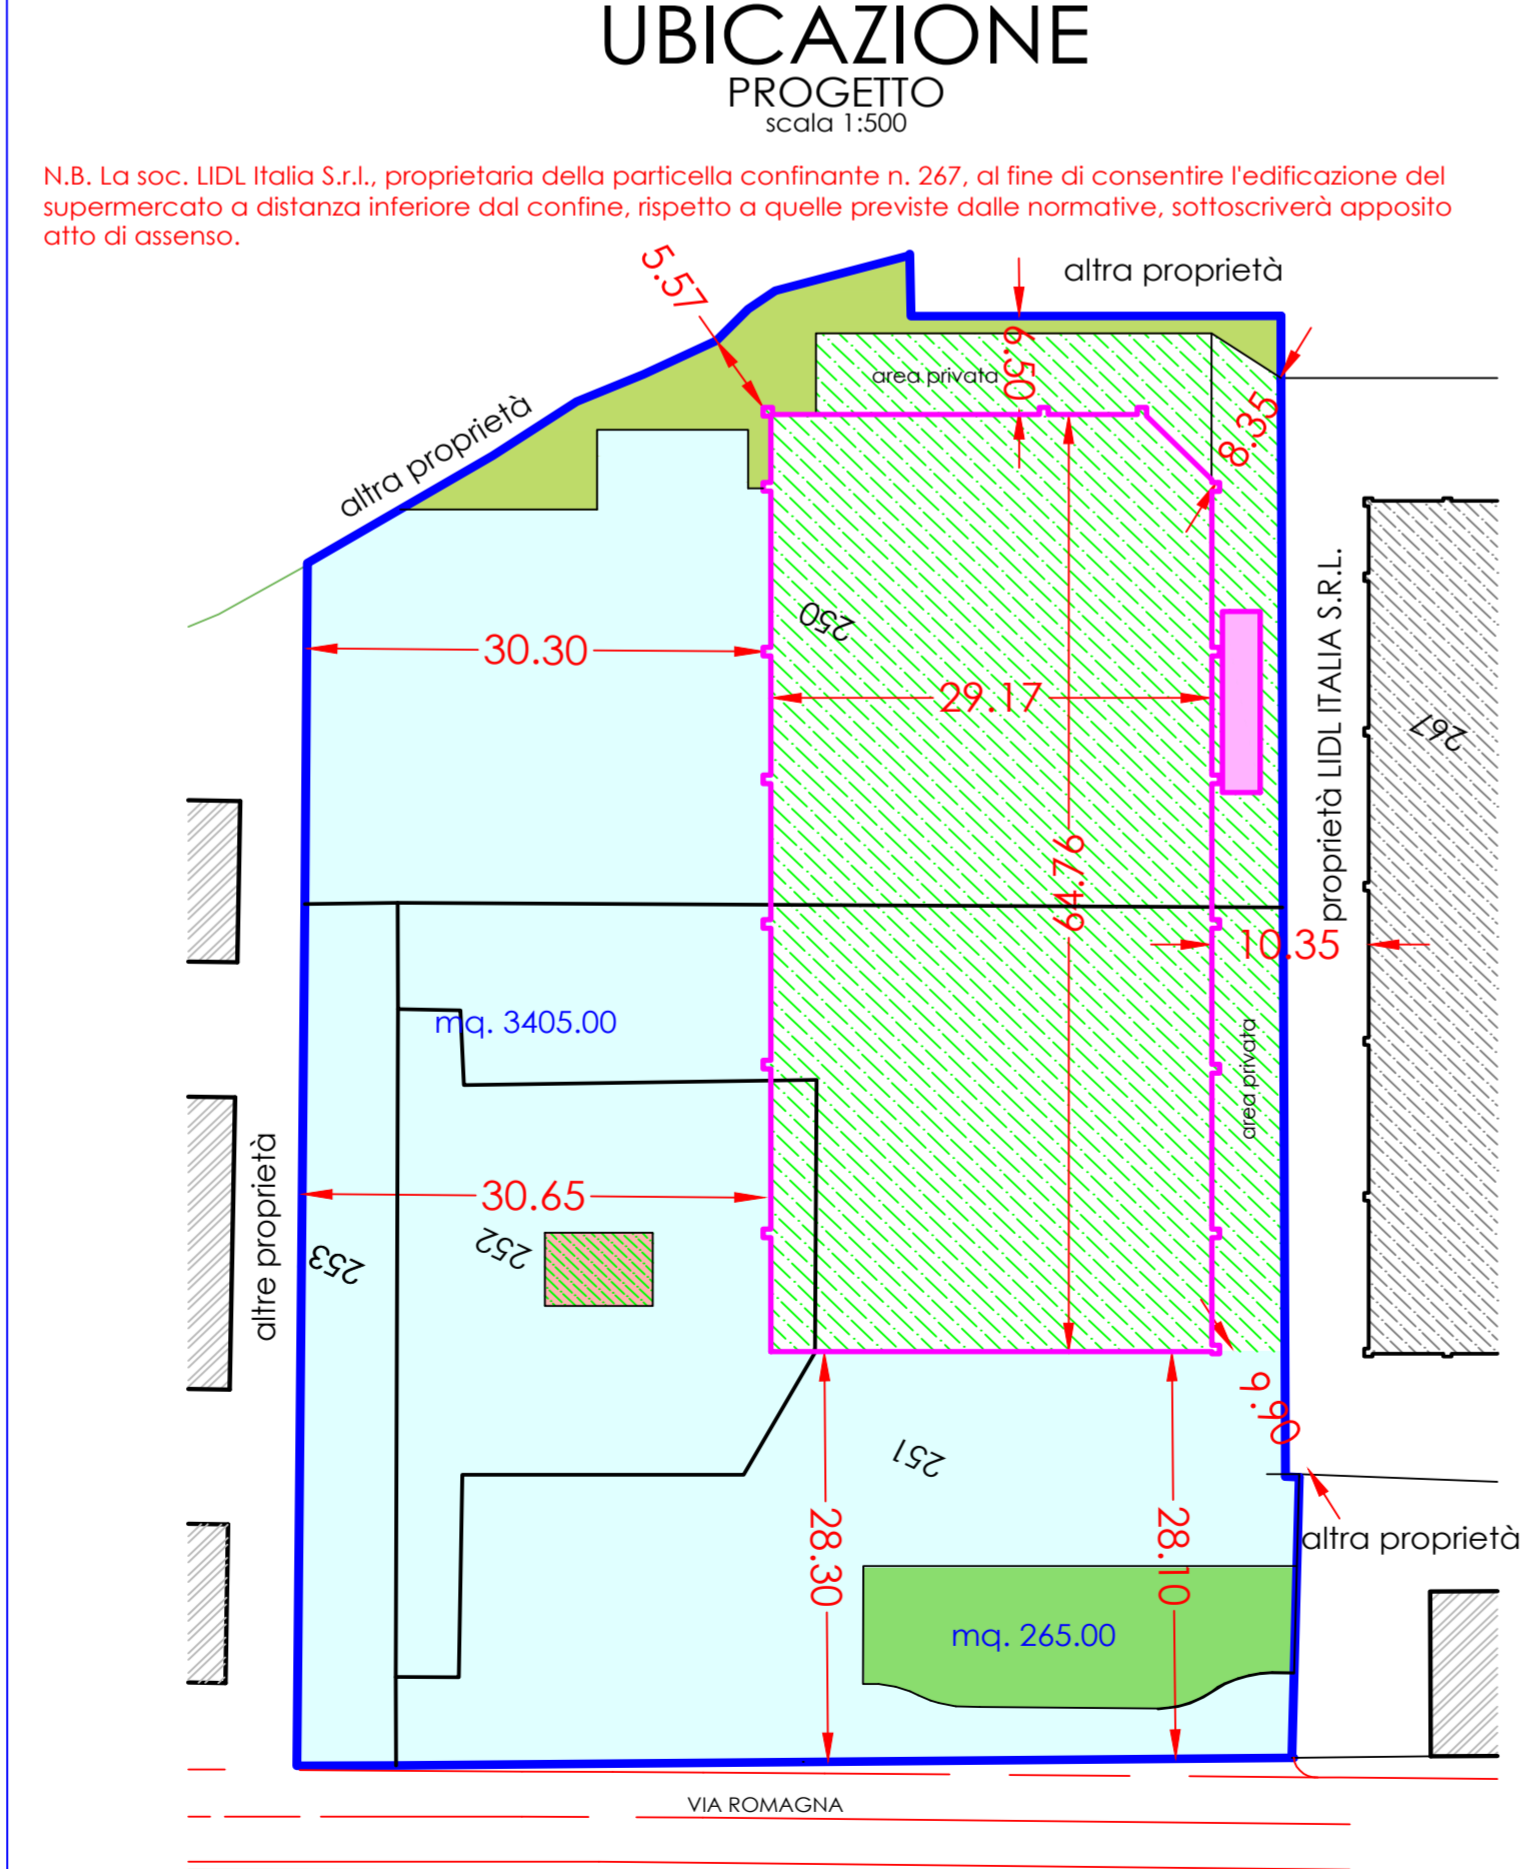 UBICAZIONE
PROGETTO
scala 1:500
N.B. La soc. LIDL Italia S.r.l., proprietaria della particella confinante n. 267, al fine di consentire l'edificazione del
supermercato a distanza inferiore dal confine, rispetto a quelle previste dalle normative, sottoscriverà apposito
atto di assenso.
5.57
altra proprietà
6.50
area privata
8.35
altra proprietà
250
30.30
29.17
proprietà LIDL ITALIA S.R.L.
267
64.76
10.35
mq. 3405.00
area privata
altre proprietà
30.65
252
253
9.90
251
28.30
28.10
altra proprietà
mq. 265.00
VIA ROMAGNA